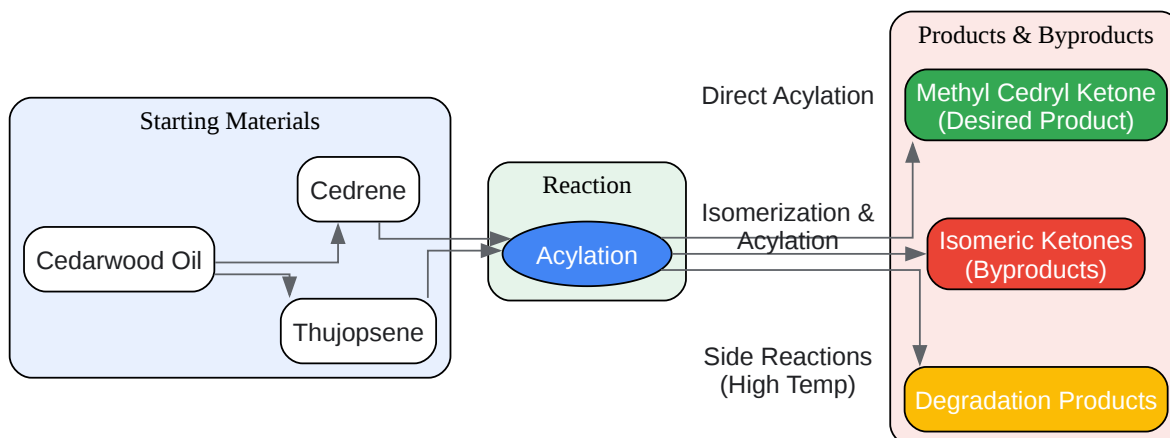 Products & Byproducts
Direct Acylation
Methyl Cedryl Ketone
(Desired Product)
Starting Materials
Cedrene
Reaction
Isomerization &
Acylation
Cedarwood Oil
Acylation
Isomeric Ketones
(Byproducts)
Thujopsene
Side Reactions
(High Temp)
Degradation Products